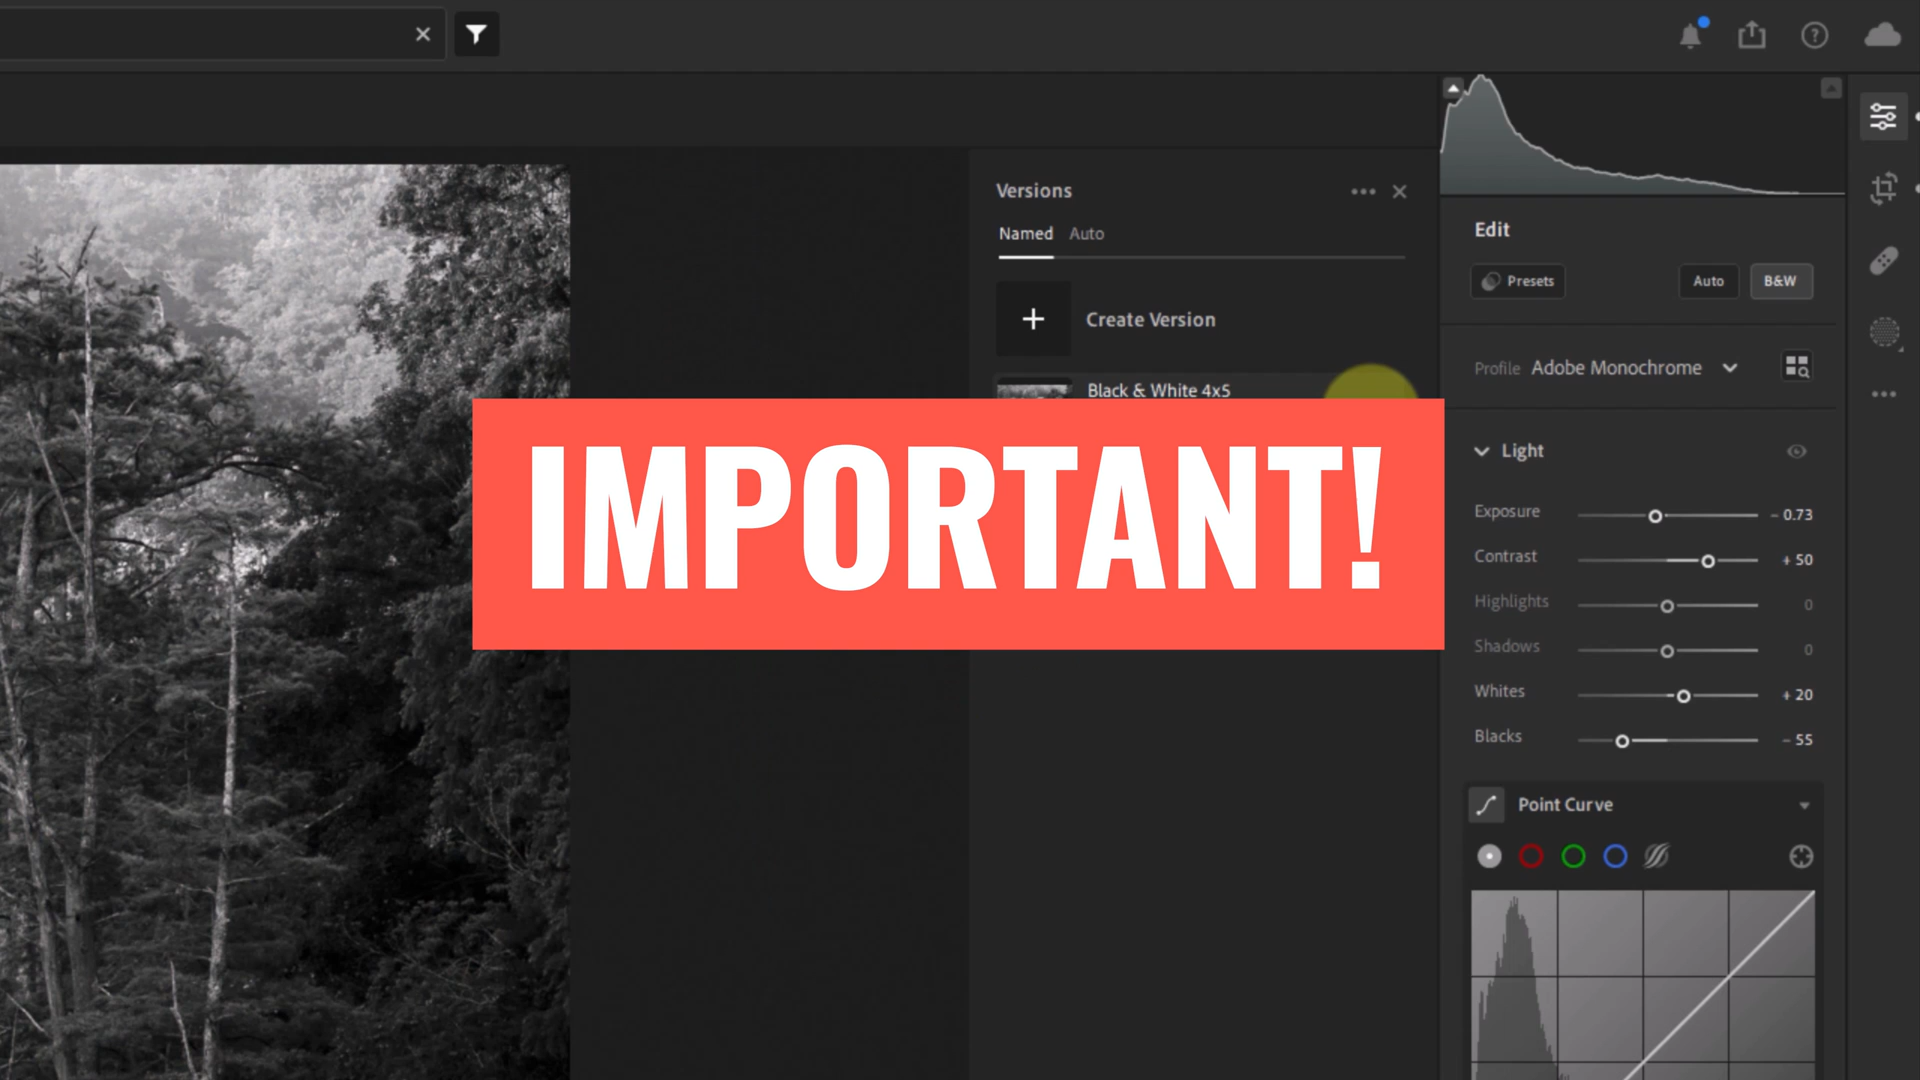 Versions
Named Auto
Create Version
Black & White 4x5
IMPORTANT!
Edit
Presets Auto B&W
Profile Adobe Monochrome
Light
Exposure − 0.73
Contrast + 50
Highlights 0
Shadows 0
Whites + 20
Blacks − 55
Point Curve